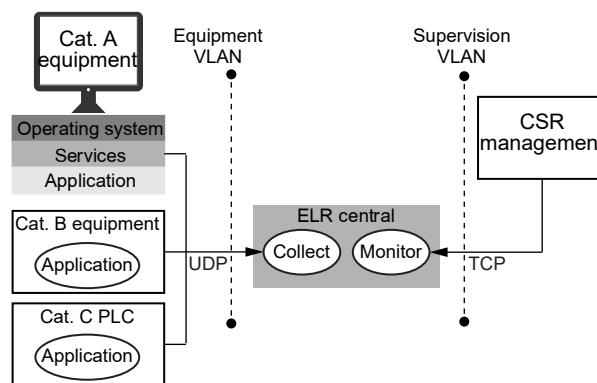 Cat. A
equipment
Operating system
Services
Application
Cat. B equipment
Application
Cat. C PLC
Application
Equipment
VLAN
UDP
ELR central
Collect
Monitor
Supervision
VLAN
TCP
CSR
management